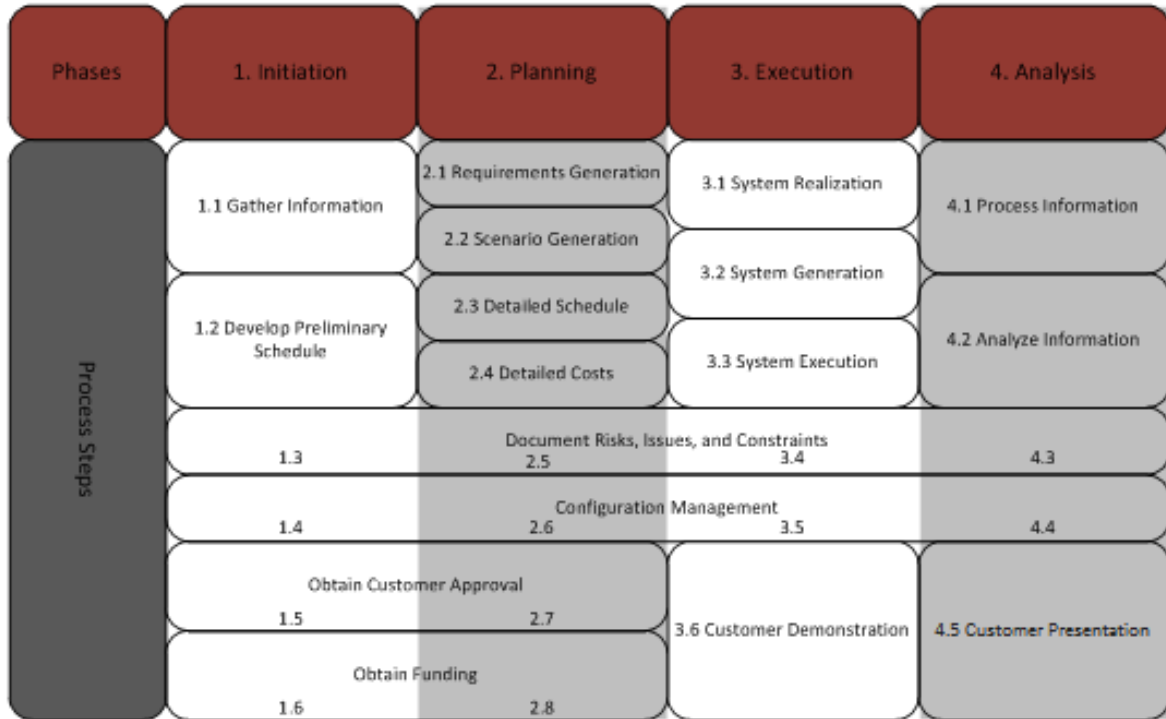 Phases
1. Initiation
2. Planning
3. Execution
4. Analysis
Process Steps
1.1 Gather Information
1.2 Develop Preliminary
Schedule
2.1 Requirements Generation
2.2 Scenario Generation
2.3 Detailed Schedule
2.4 Detailed Costs
3.1 System Realization
3.2 System Generation
3.3 System Execution
4.1 Process Information
4.2 Analyze Information
Document Risks, Issues, and Constraints
1.3 2.5 3.4 4.3
Configuration Management
1.4 2.6 3.5 4.4
Obtain Customer Approval
1.5 2.7
Obtain Funding
1.6 2.8
3.6 Customer Demonstration
4.5 Customer Presentation